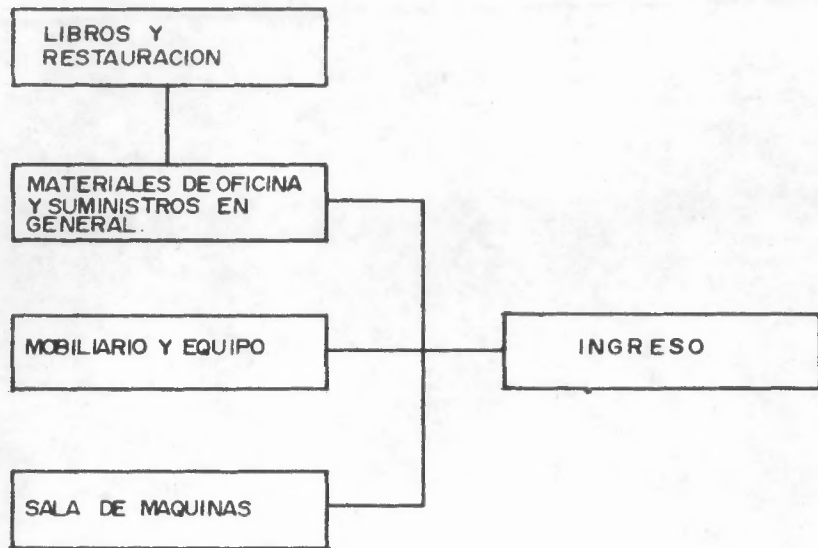 LIBROS Y
RESTAURACION
MATERIALES DE OFICINA
Y SUMINISTROS EN
GENERAL.
MOBILIARIO Y EQUIPO
INGRESO
SALA DE MAQUINAS